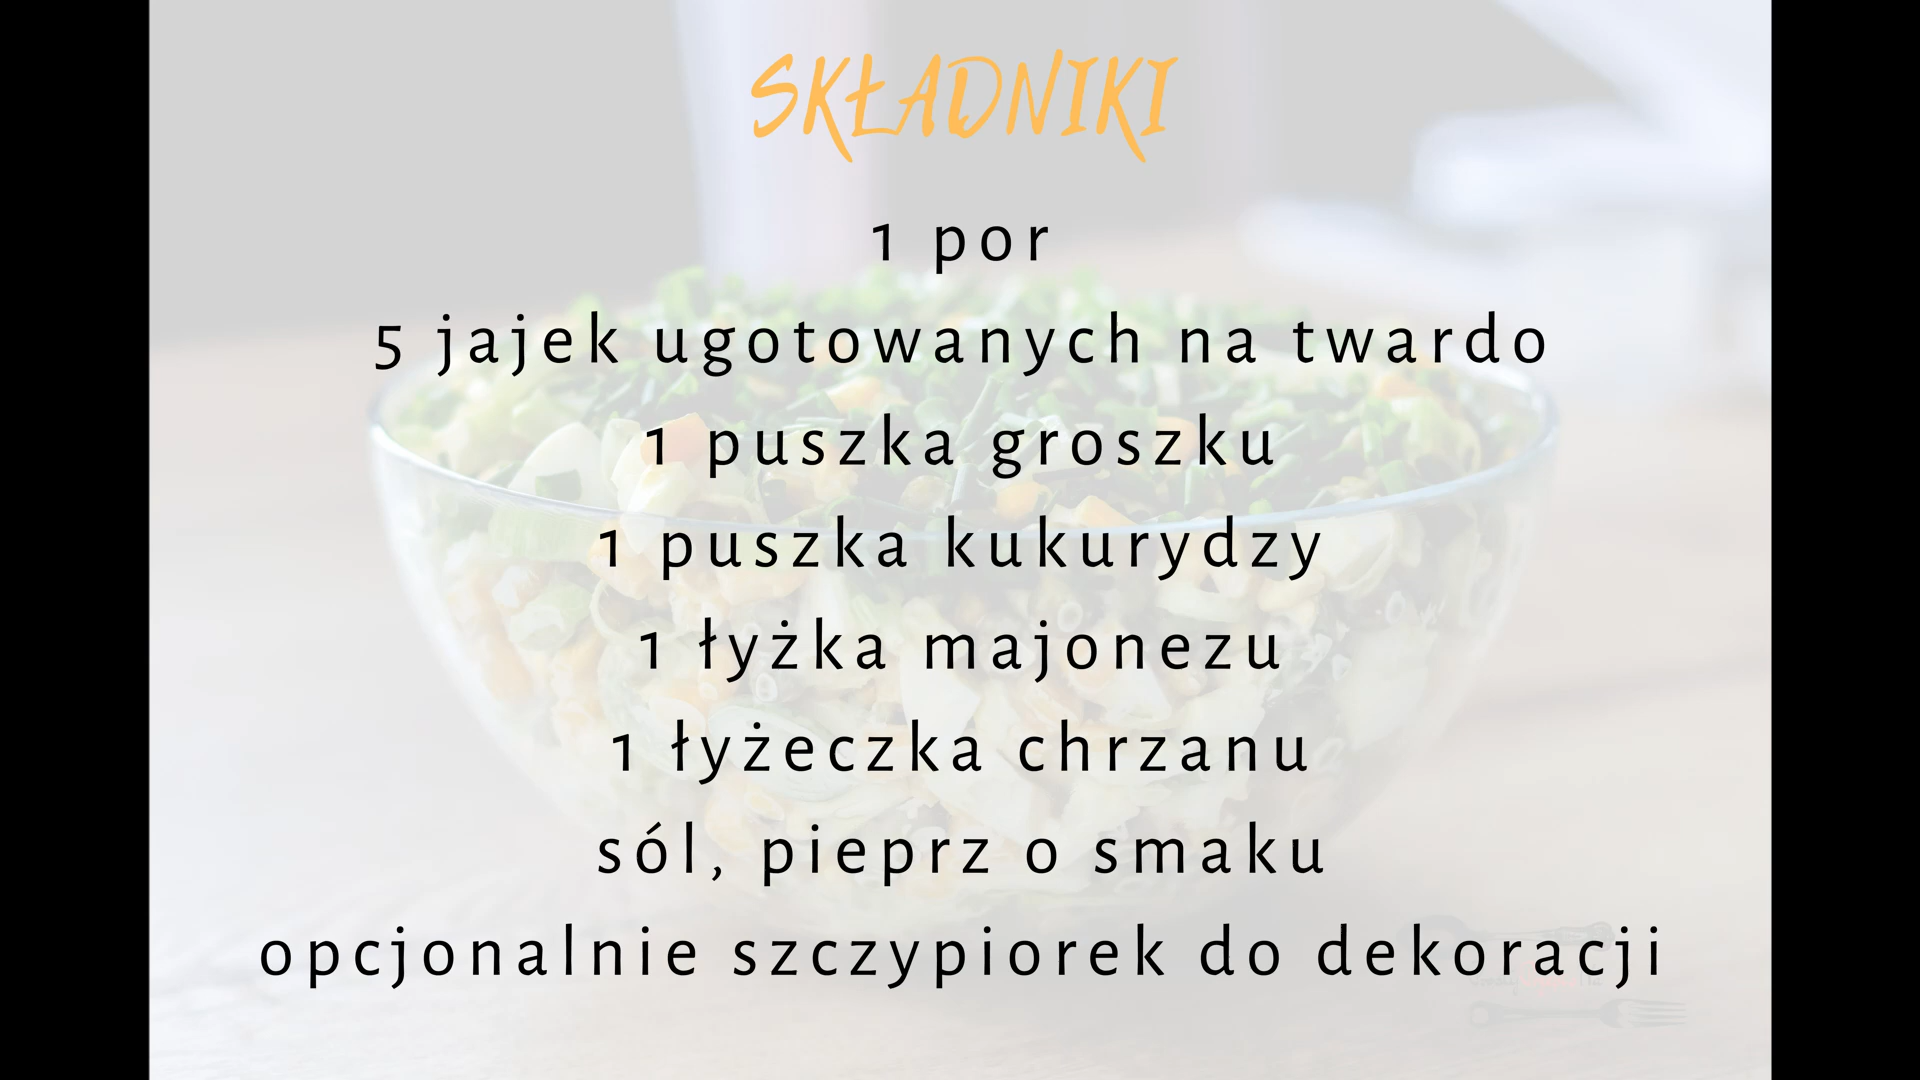 SKŁADNIKI
1 por
5 jajek ugotowanych na twardo
1 puszka groszku
1 puszka kukurydzy
1 łyżka majonezu
1 łyżeczka chrzanu
sól, pieprz o smaku
opcjonalnie szczypiorek do dekoracji